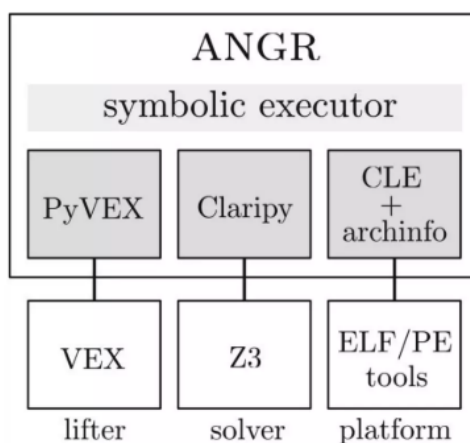 ANGR
symbolic executor
PyVEX
Claripy
CLE
+
archinfo
VEX
Z3
ELF/PE
tools
lifter
solver
platform